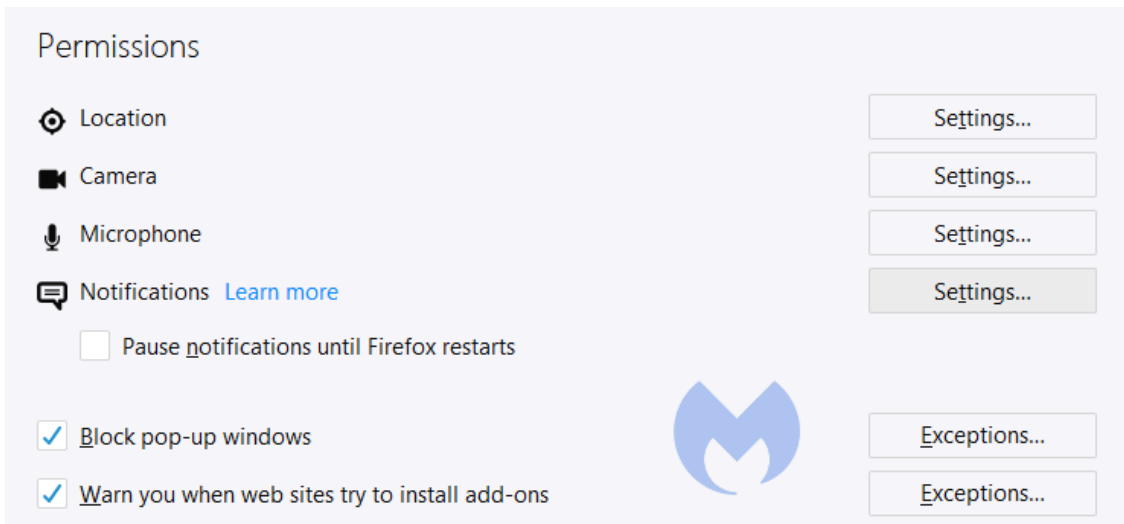 Permissions
Location Settings...
Camera Settings...
Microphone Settings...
Notifications Learn more Settings...
Pause notifications until Firefox restarts
Block pop-up windows Exceptions...
Warn you when web sites try to install add-ons Exceptions...